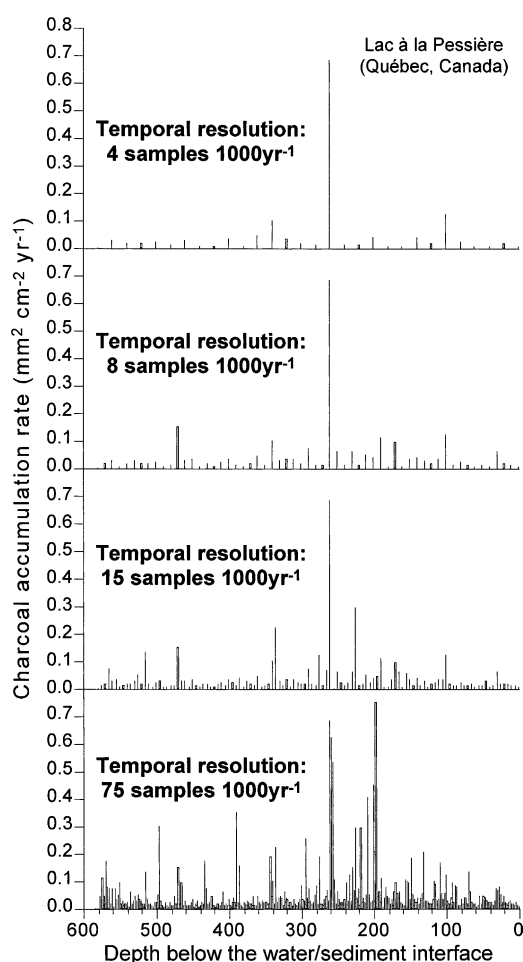 Lac à la Pessière
(Québec, Canada)
Charcoal accumulation rate (mm² cm-² yr-¹)
0.8
0.7
0.6
0.5
0.4
0.3
0.2
0.1
0.0
Temporal resolution:
4 samples 1000yr-¹
0.7
0.6
0.5
0.4
0.3
0.2
0.1
0.0
Temporal resolution:
8 samples 1000yr-¹
0.7
0.6
0.5
0.4
0.3
0.2
0.1
0.0
Temporal resolution:
15 samples 1000yr-¹
0.7
0.6
0.5
0.4
0.3
0.2
0.1
0.0
Temporal resolution:
75 samples 1000yr-¹
600 500 400 300 200 100 0
Depth below the water/sediment interface